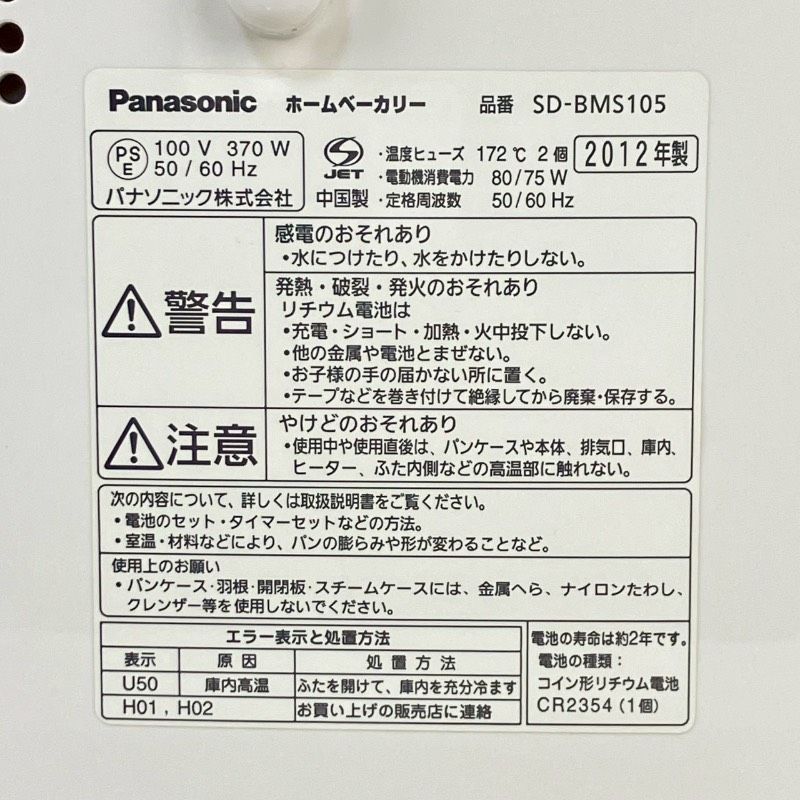 Panasonic ホームベーカリー 品番 SD-BMS105
PS E 100 V 370 W
50 / 60 Hz
パナソニック株式会社
JET
中国製
・温度ヒューズ 172℃ 2個
・電動機消費電力 80/75 W
・定格周波数 50/60 Hz
2012年製
警告
感電のおそれあり
・水につけたり、水をかけたりしない。
発熱・破裂・発火のおそれあり
リチウム電池は
・充電・ショート・加熱・火中投下しない。
・他の金属や電池とまぜない。
・お子様の手の届かない所に置く。
・テープなどを巻き付けて絶縁してから廃棄・保存する。
注意
やけどのおそれあり
・使用中や使用直後は、パンケースや本体、排気口、庫内、
ヒーター、ふた内側などの高温部に触れない。
次の内容について、詳しくは取扱説明書をご覧ください。
・電池のセット・タイマーセットなどの方法。
・室温・材料などにより、パンの膨らみや形が変わることなど。
使用上のお願い
・パンケース・羽根・開閉板・スチームケースには、金属へら、ナイロンたわし、
クレンザー等を使用しないでください。
エラー表示と処置方法
表示 原因 処置方法
U50 庫内高温 ふたを開けて、庫内を充分冷ます
H01 , H02 お買い上げの販売店に連絡
電池の寿命は約2年です。
電池の種類：
コイン形リチウム電池
CR2354 (1個)